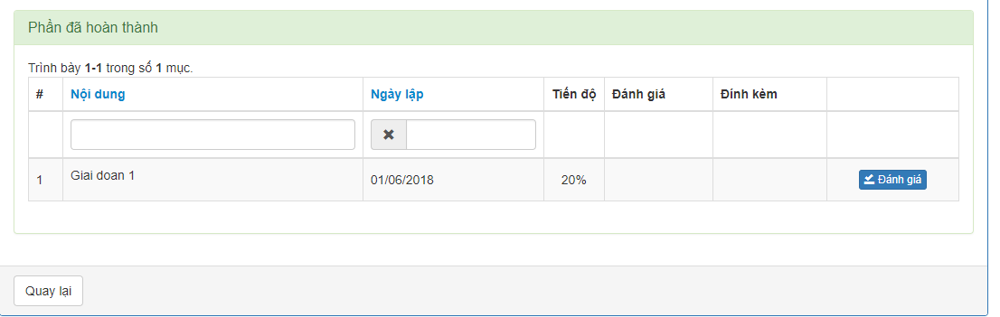 Phần đã hoàn thành
Trình bày 1-1 trong số 1 mục.
# Nội dung Ngày lập Tiến độ Đánh giá Đính kèm
1 Giai doan 1 01/06/2018 20% Đánh giá
Quay lại